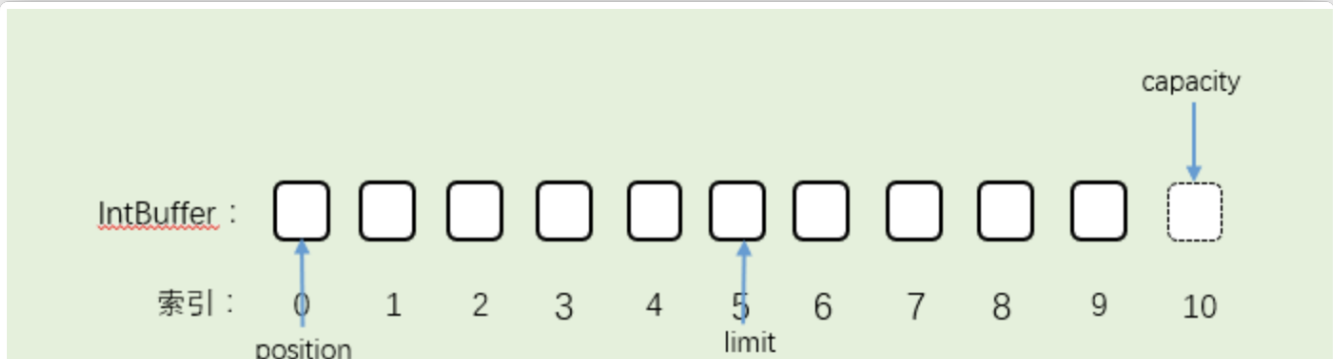 capacity
IntBuffer：
索引： 0 1 2 3 4 5 6 7 8 9 10
position
limit